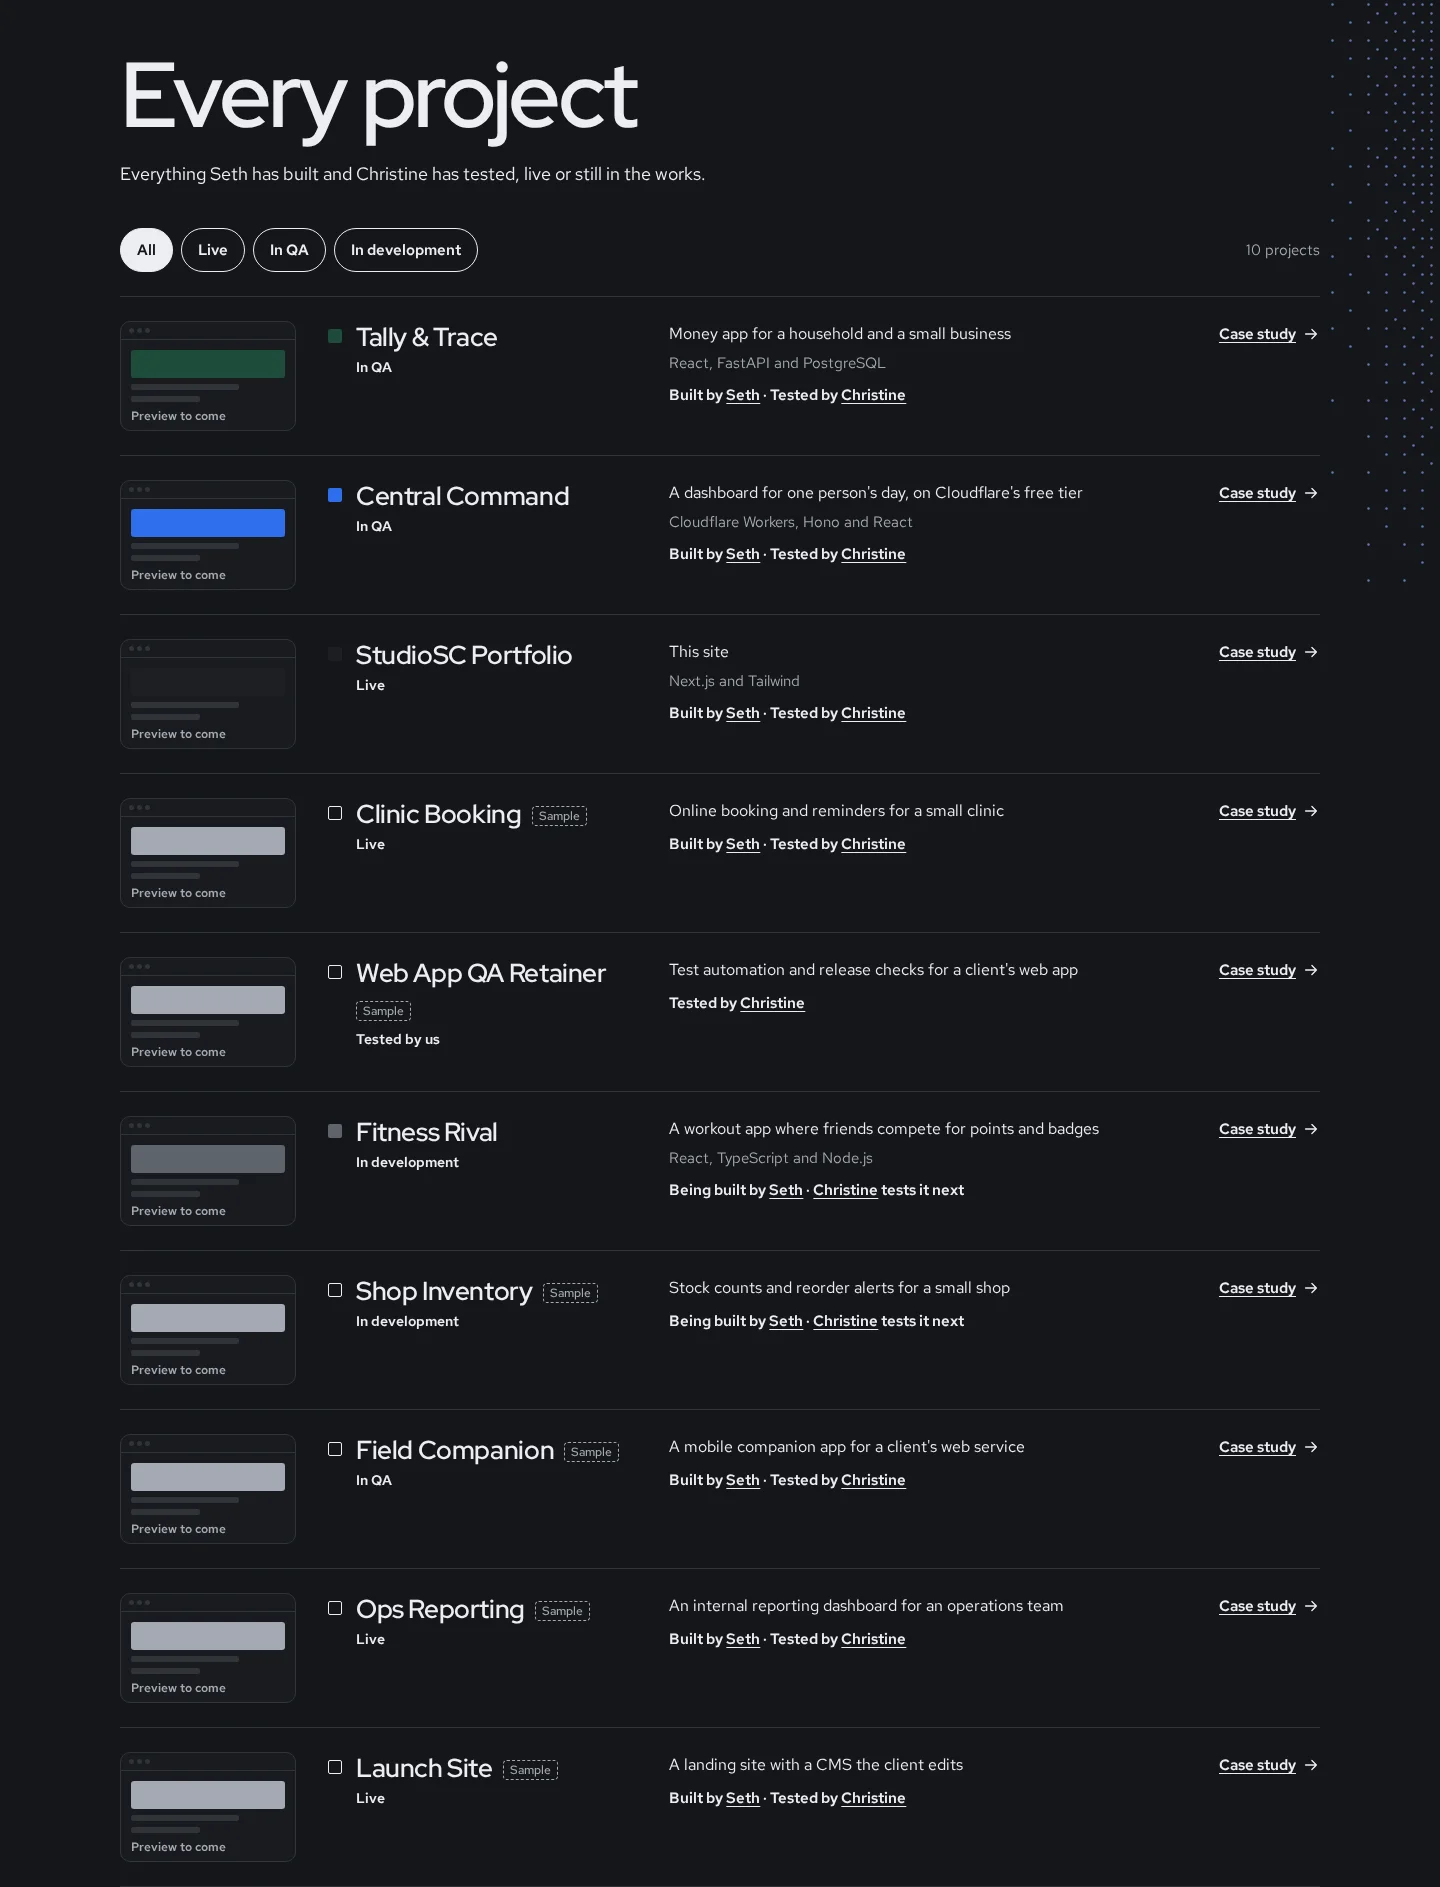 Every project
Everything Seth has built and Christine has tested, live or still in the works.
All
Live
In QA
In development
10 projects
Preview to come
Tally & Trace
In QA
Money app for a household and a small business
React, FastAPI and PostgreSQL
Built by Seth · Tested by Christine
Case study →
Preview to come
Central Command
In QA
A dashboard for one person's day, on Cloudflare's free tier
Cloudflare Workers, Hono and React
Built by Seth · Tested by Christine
Case study →
Preview to come
StudioSC Portfolio
Live
This site
Next.js and Tailwind
Built by Seth · Tested by Christine
Case study →
Preview to come
Clinic Booking Sample
Live
Online booking and reminders for a small clinic
Built by Seth · Tested by Christine
Case study →
Preview to come
Web App QA Retainer
Sample
Tested by us
Test automation and release checks for a client's web app
Tested by Christine
Case study →
Preview to come
Fitness Rival
In development
A workout app where friends compete for points and badges
React, TypeScript and Node.js
Being built by Seth · Christine tests it next
Case study →
Preview to come
Shop Inventory Sample
In development
Stock counts and reorder alerts for a small shop
Being built by Seth · Christine tests it next
Case study →
Preview to come
Field Companion Sample
In QA
A mobile companion app for a client's web service
Built by Seth · Tested by Christine
Case study →
Preview to come
Ops Reporting Sample
Live
An internal reporting dashboard for an operations team
Built by Seth · Tested by Christine
Case study →
Preview to come
Launch Site Sample
Live
A landing site with a CMS the client edits
Built by Seth · Tested by Christine
Case study →